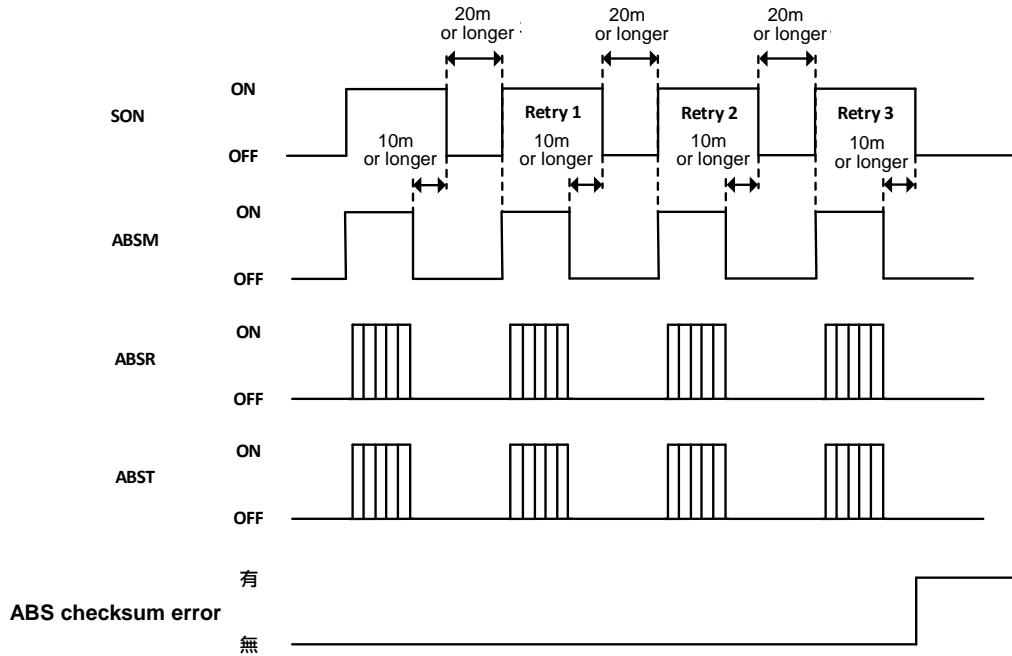 20m
or longer
20m
or longer
20m
or longer
SON
ON
OFF
Retry 1
Retry 2
Retry 3
10m
or longer
10m
or longer
10m
or longer
10m
or longer
ABSM
ON
OFF
ABSR
ON
OFF
ABST
ON
OFF
ABS checksum error
有
無